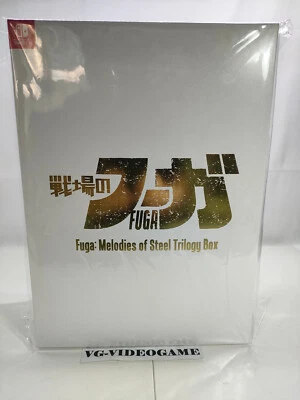 戦場のフーガ
FUGA
Fuga: Melodies of Steel Trilogy Box
VG-VIDEOGAME